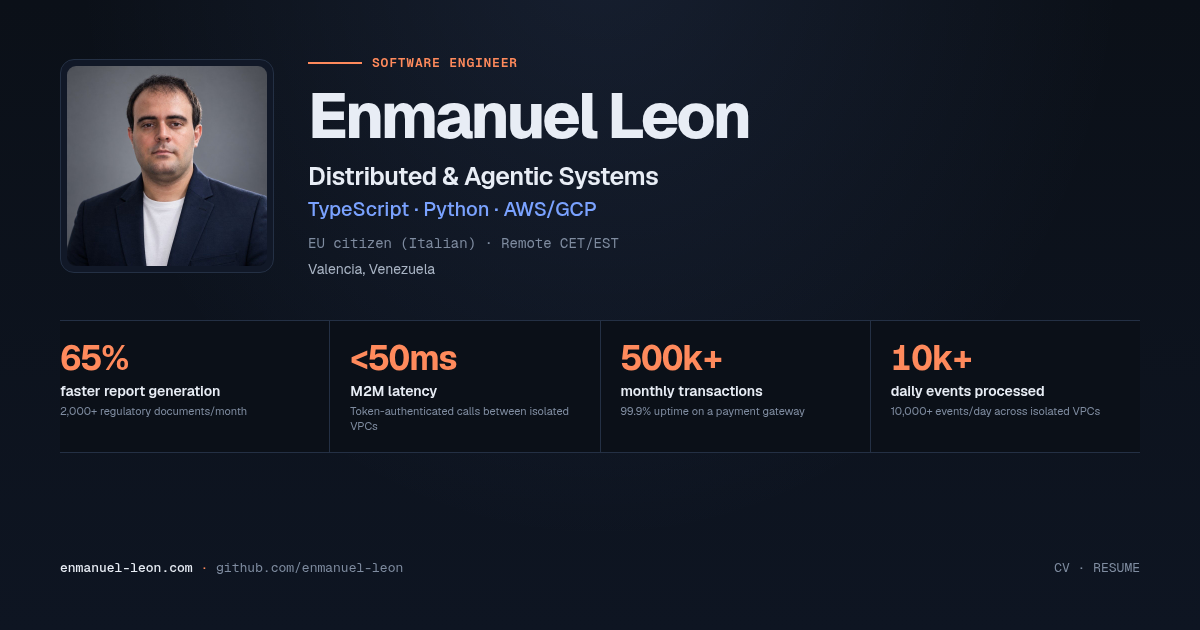 SOFTWARE ENGINEER
Enmanuel Leon
Distributed & Agentic Systems
TypeScript · Python · AWS/GCP
EU citizen (Italian) · Remote CET/EST
Valencia, Venezuela
65%
faster report generation
2,000+ regulatory documents/month
<50ms
M2M latency
Token-authenticated calls between isolated
VPCs
500k+
monthly transactions
99.9% uptime on a payment gateway
10k+
daily events processed
10,000+ events/day across isolated VPCs
enmanuel-leon.com · github.com/enmanuel-leon
CV · RESUME